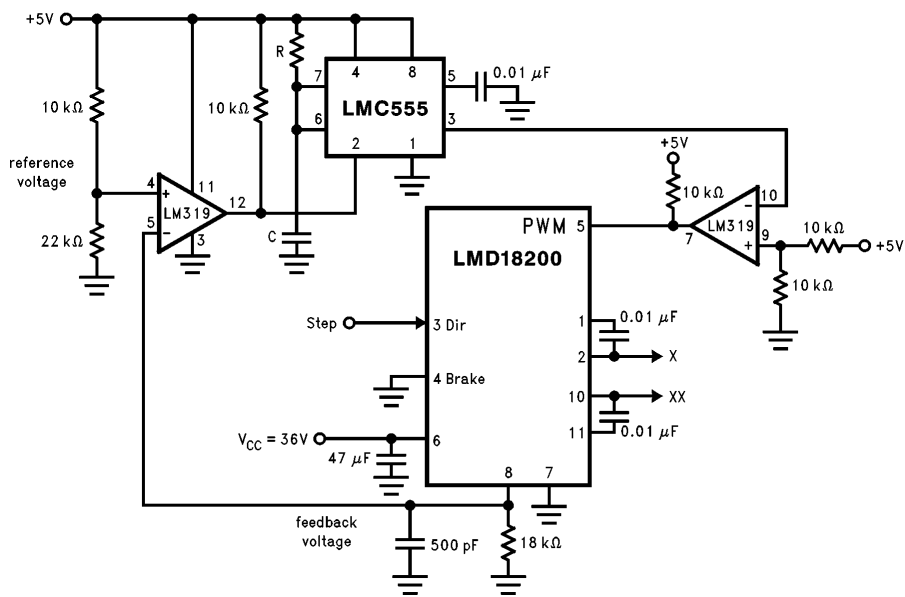 +5V
R
10 kΩ
10 kΩ
7
4
8
5
0.01 μF
LMC555
6
3
2
1
reference
voltage
4
+
11
LM319
12
5
−
3
22 kΩ
C
+5V
10 kΩ
10
−
LM319
7
9
+
10 kΩ
+5V
10 kΩ
PWM
5
LMD18200
Step
3 Dir
1
0.01 μF
2
X
4 Brake
10
XX
11
0.01 μF
VCC = 36V
6
47 μF
8
7
feedback
voltage
500 pF
18 kΩ